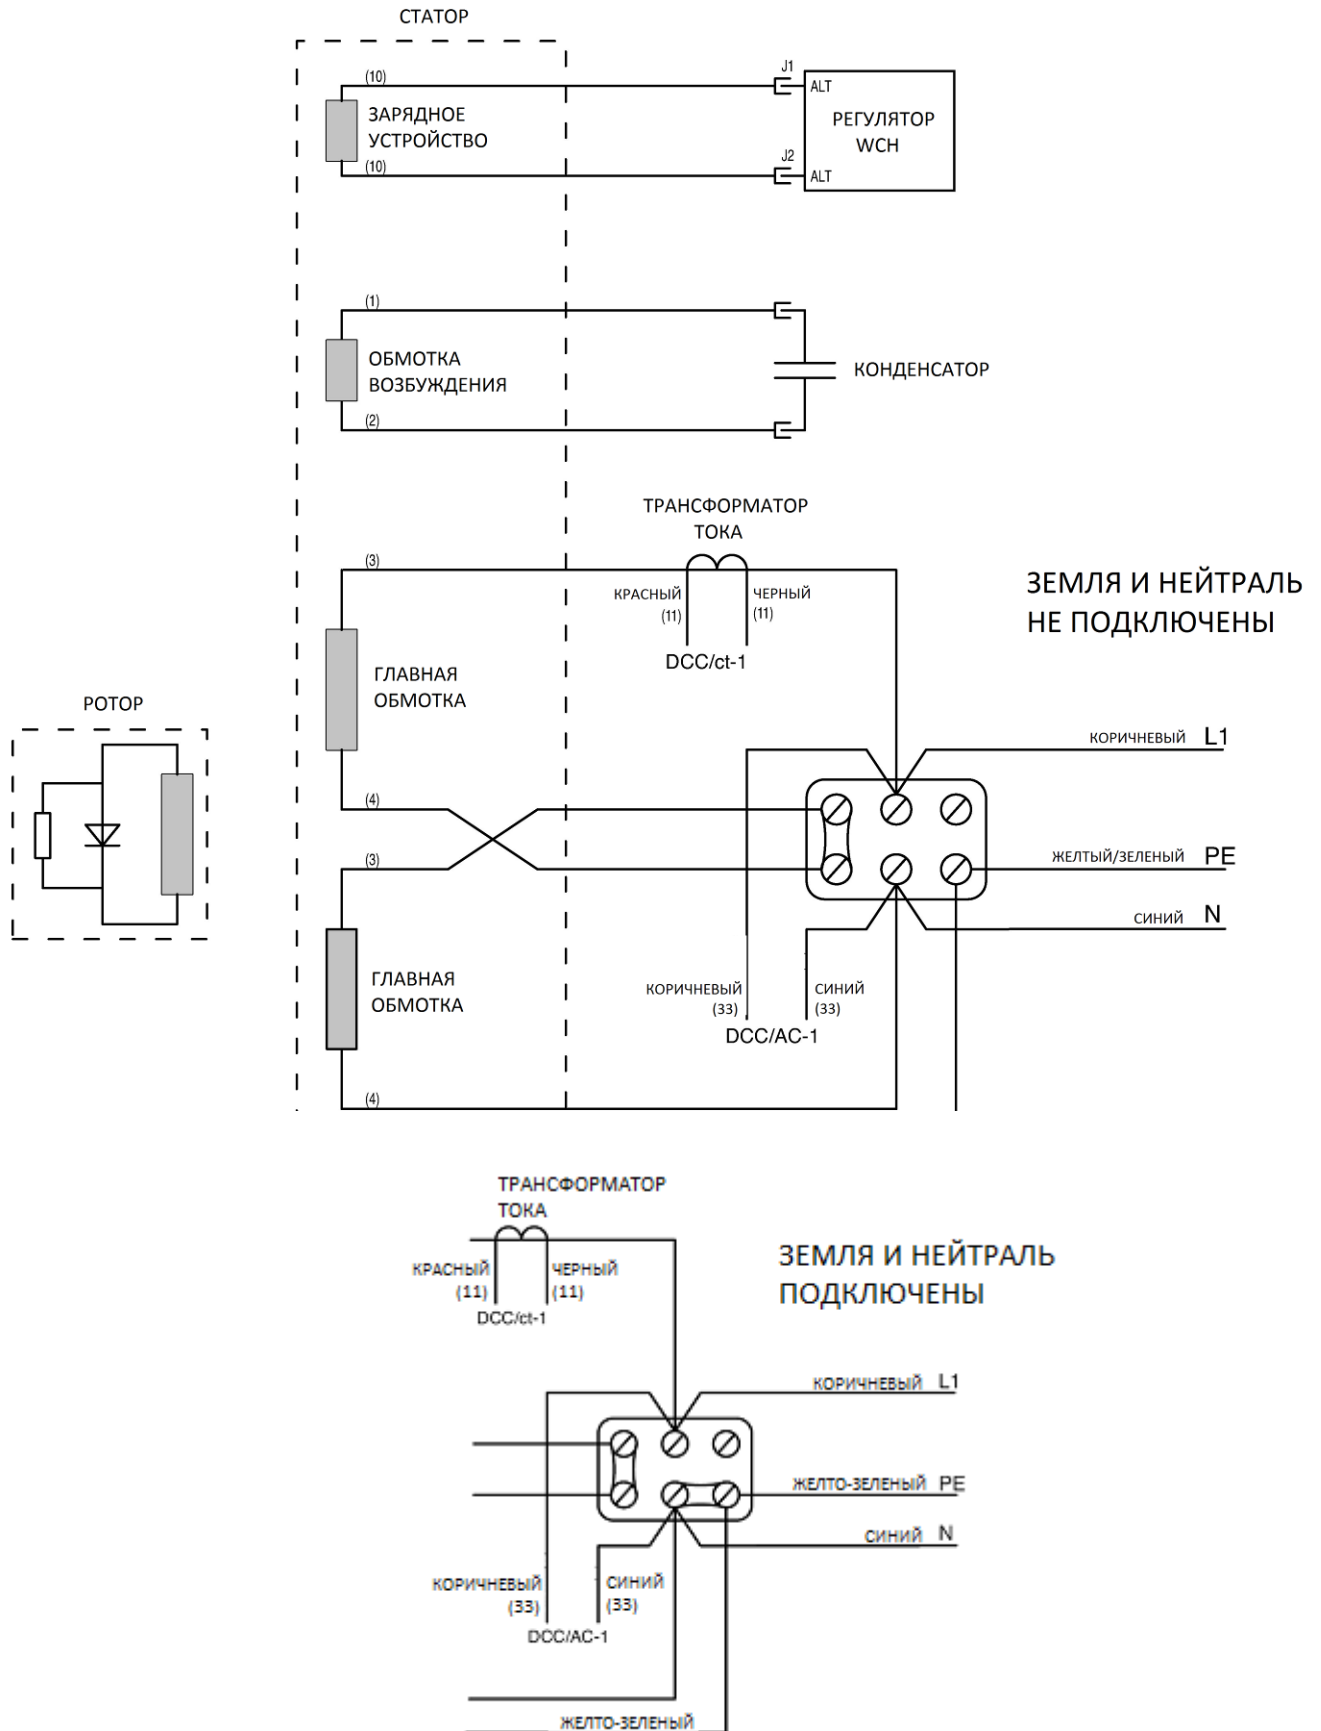 СТАТОР
(10)
J1
ALT
ЗАРЯДНОЕ
УСТРОЙСТВО
РЕГУЛЯТОР
WCH
(10)
J2
ALT
(1)
ОБМОТКА
ВОЗБУЖДЕНИЯ
КОНДЕНСАТОР
(2)
ТРАНСФОРМАТОР
ТОКА
(3)
КРАСНЫЙ
(11)
ЧЕРНЫЙ
(11)
DCC/ct-1
ЗЕМЛЯ И НЕЙТРАЛЬ
НЕ ПОДКЛЮЧЕНЫ
ГЛАВНАЯ
ОБМОТКА
РОТОР
КОРИЧНЕВЫЙ L1
(4)
(3)
ЖЕЛТЫЙ/ЗЕЛЕНЫЙ PE
СИНИЙ N
ГЛАВНАЯ
ОБМОТКА
КОРИЧНЕВЫЙ
(33)
СИНИЙ
(33)
DCC/AC-1
(4)
ТРАНСФОРМАТОР
ТОКА
КРАСНЫЙ
(11)
ЧЕРНЫЙ
(11)
DCC/ct-1
ЗЕМЛЯ И НЕЙТРАЛЬ
ПОДКЛЮЧЕНЫ
КОРИЧНЕВЫЙ L1
ЖЕЛТО-ЗЕЛЕНЫЙ PE
СИНИЙ N
КОРИЧНЕВЫЙ
(33)
СИНИЙ
(33)
DCC/AC-1
ЖЕЛТО-ЗЕЛЕНЫЙ